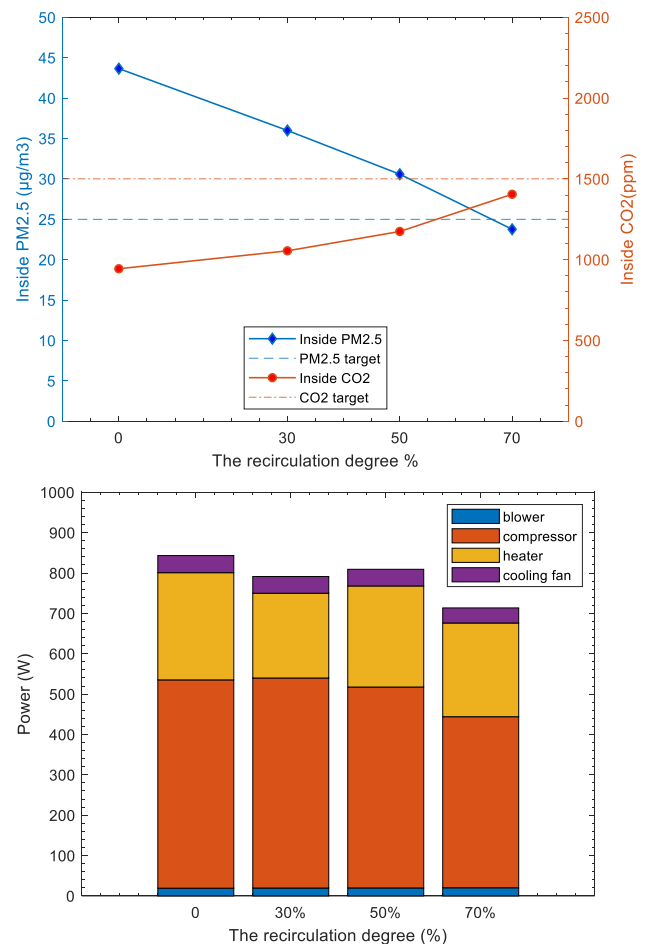 50
45
40
35
30
25
20
15
10
5
0
Inside PM2.5 (µg/m3)
2500
2000
1500
1000
500
0
Inside CO2(ppm)
Inside PM2.5
PM2.5 target
Inside CO2
CO2 target
0 30 50 70
The recirculation degree %
1000
900
800
700
600
500
400
300
200
100
0
Power (W)
blower
compressor
heater
cooling fan
0 30% 50% 70%
The recirculation degree (%)